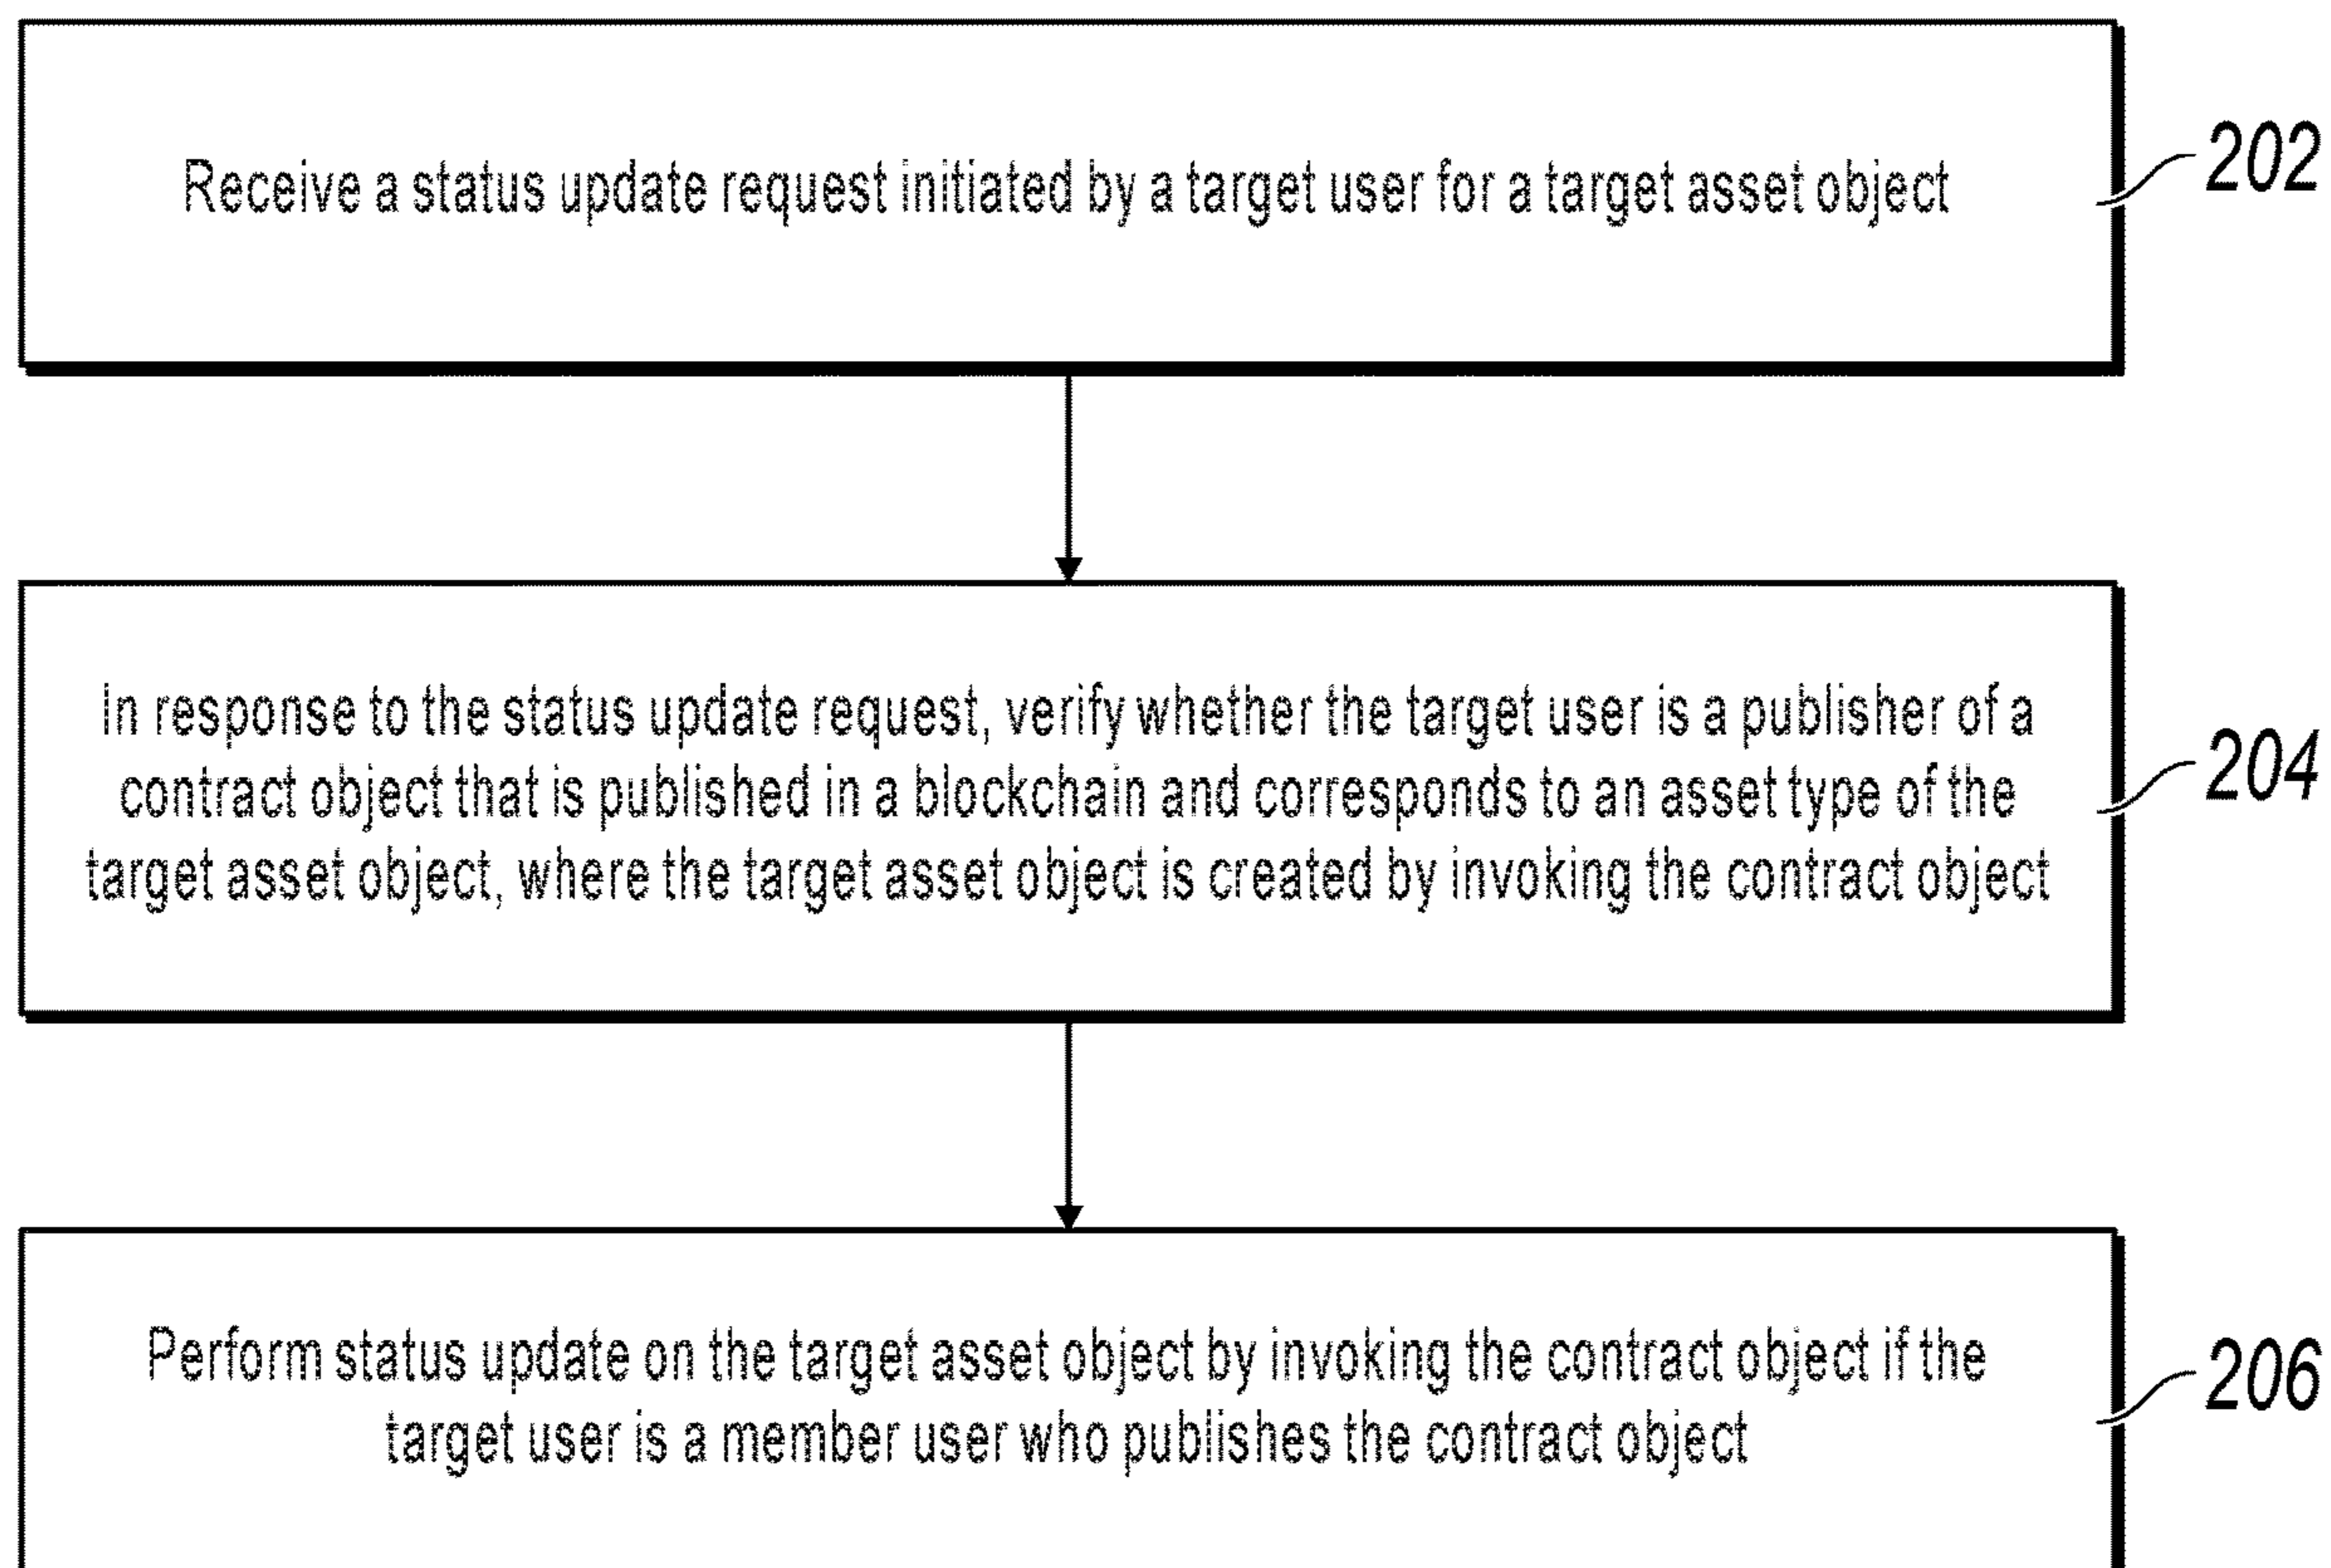 Receive a status update request initiated by a target user for a target asset object
202
In response to the status update request, verify whether the target user is a publisher of a
contract object that is published in a blockchain and corresponds to an asset type of the
target asset object, where the target asset object is created by invoking the contract object
204
Perform status update on the target asset object by invoking the contract object if the
target user is a member user who publishes the contract object
206